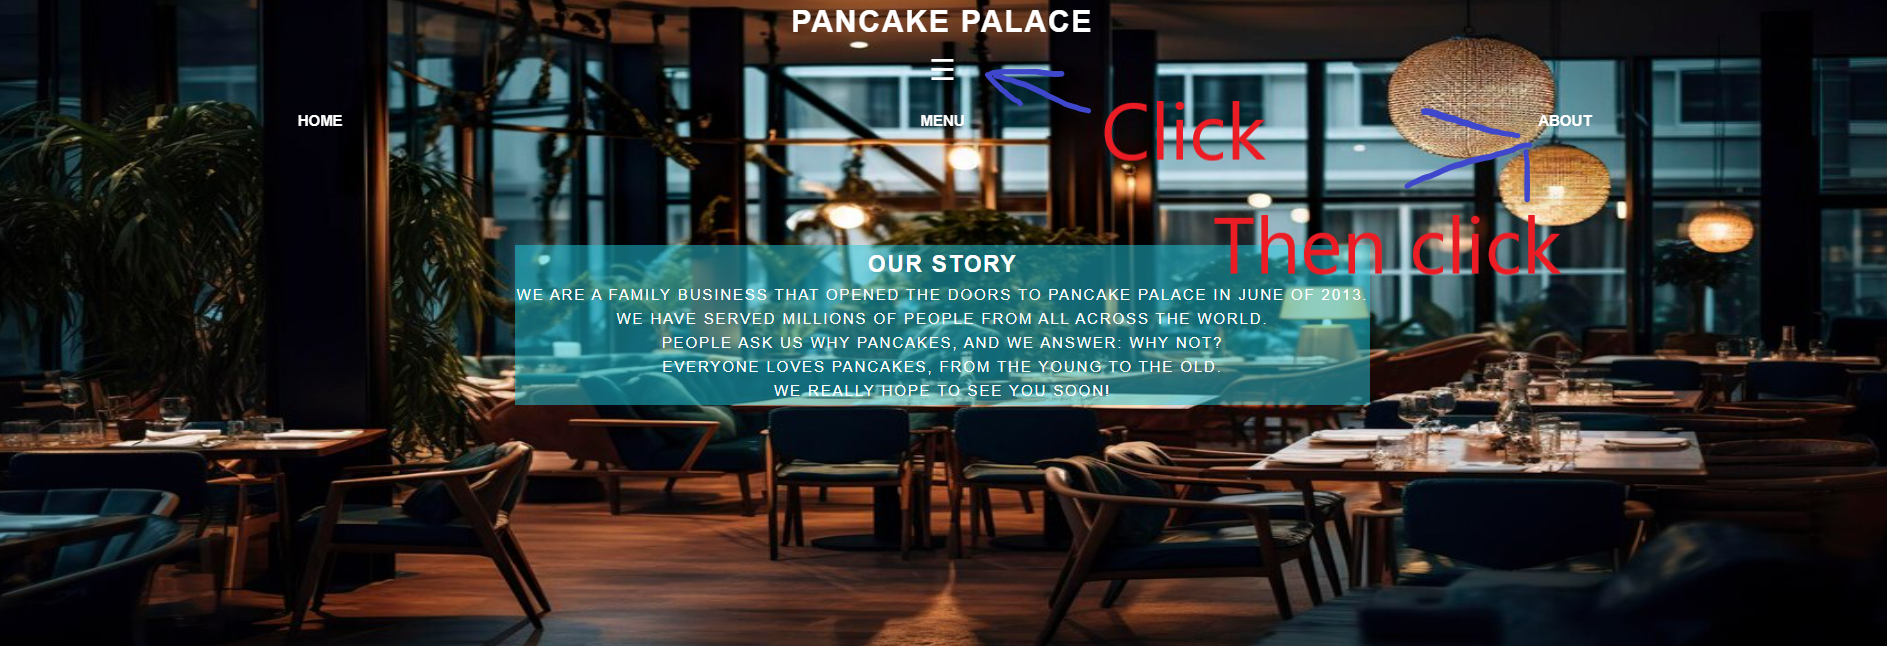 PANCAKE PALACE
HOME
MENU
ABOUT
Click
Then click
OUR STORY
WE ARE A FAMILY BUSINESS THAT OPENED THE DOORS TO PANCAKE PALACE IN JUNE OF 2013.
WE HAVE SERVED MILLIONS OF PEOPLE FROM ALL ACROSS THE WORLD.
PEOPLE ASK US WHY PANCAKES, AND WE ANSWER: WHY NOT?
EVERYONE LOVES PANCAKES, FROM THE YOUNG TO THE OLD.
WE REALLY HOPE TO SEE YOU SOON!